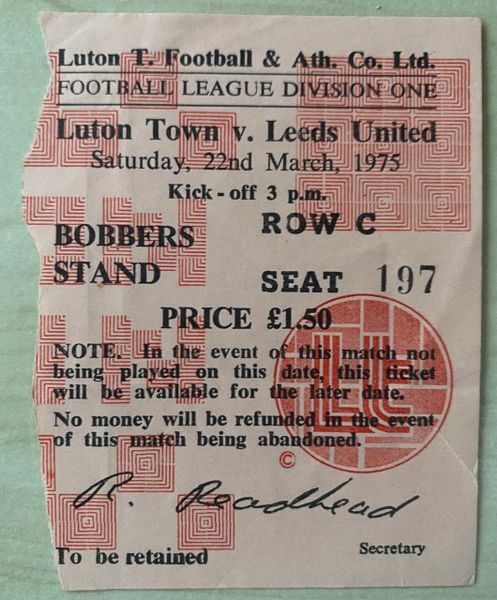 Luton T. Football & Ath. Co. Ltd.
FOOTBALL LEAGUE DIVISION ONE
Luton Town v. Leeds United
Saturday, 22nd March, 1975
Kick-off 3 p.m.
ROW C
BOBBERS
STAND
SEAT 197
PRICE £1.50
NOTE. In the event of this match not
being played on this date, this ticket
will be available for the later date.
No money will be refunded in the event
of this match being abandoned.
©
R. Readhead
To be retained
Secretary